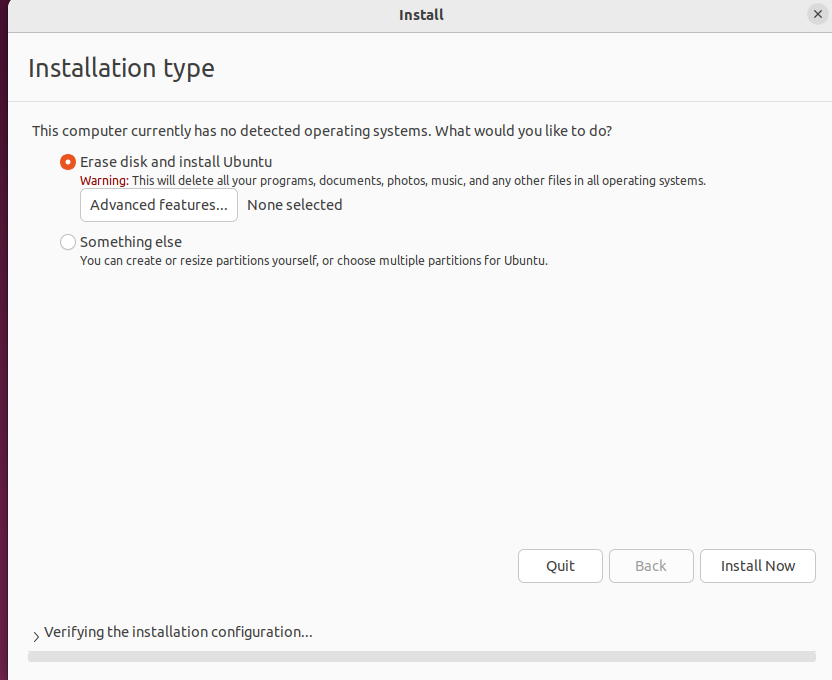 Install
Installation type
This computer currently has no detected operating systems. What would you like to do?
Erase disk and install Ubuntu
Warning: This will delete all your programs, documents, photos, music, and any other files in all operating systems.
Advanced features... None selected
Something else
You can create or resize partitions yourself, or choose multiple partitions for Ubuntu.
Quit Back Install Now
Verifying the installation configuration...